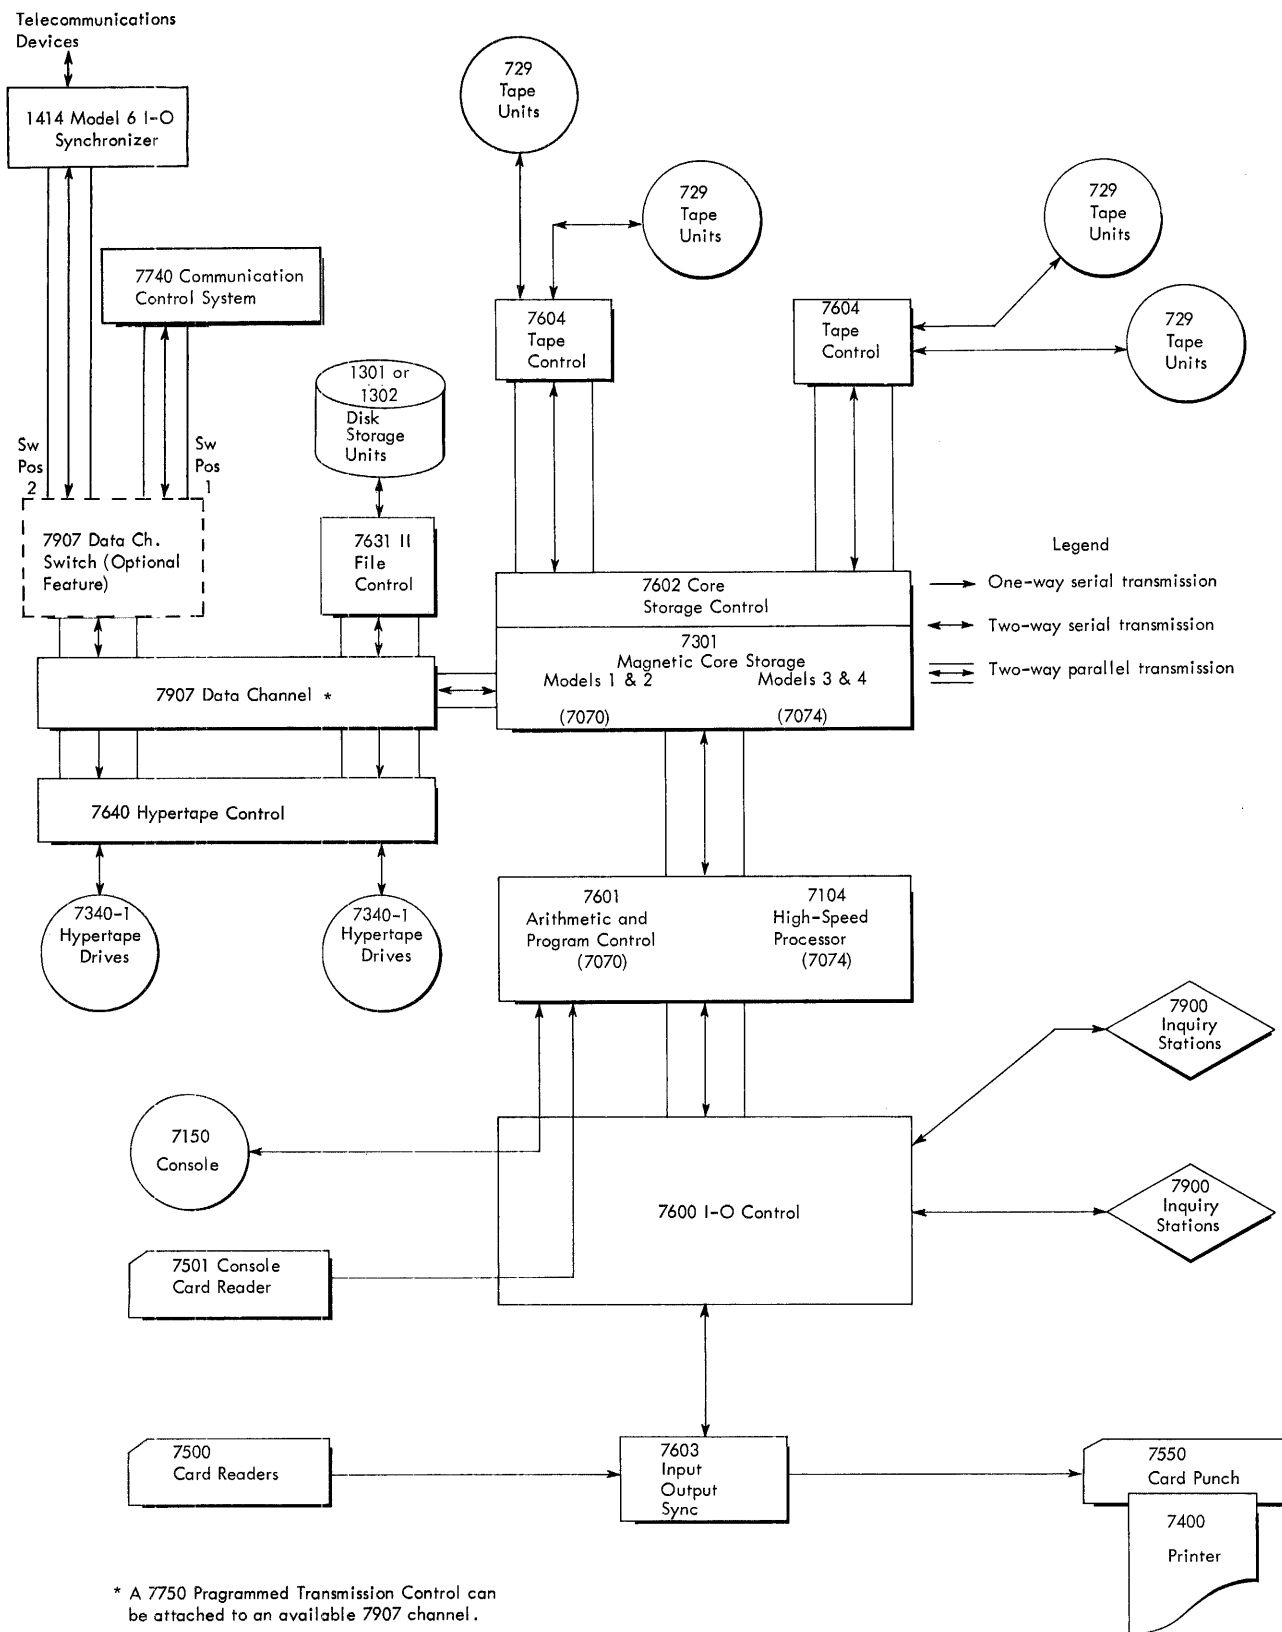 Telecommunications
Devices
1414 Model 6 I-O
Synchronizer
729
Tape
Units
729
Tape
Units
729
Tape
Units
729
Tape
Units
7740 Communication
Control System
7604
Tape
Control
7604
Tape
Control
1301 or
1302
Disk
Storage
Units
Sw
Pos
2
Sw
Pos
1
7907 Data Ch.
Switch (Optional
Feature)
7631 II
File
Control
7602 Core
Storage Control
7301
Magnetic Core Storage
Models 1 & 2
Models 3 & 4
(7070)
(7074)
Legend
One-way serial transmission
Two-way serial transmission
Two-way parallel transmission
7907 Data Channel *
7640 Hypertape Control
7340-1
Hypertape
Drives
7340-1
Hypertape
Drives
7601
Arithmetic and
Program Control
(7070)
7104
High-Speed
Processor
(7074)
7900
Inquiry
Stations
7150
Console
7600 I-O Control
7900
Inquiry
Stations
7501 Console
Card Reader
7500
Card Readers
7603
Input
Output
Sync
7550
Card Punch
7400
Printer
* A 7750 Pragrammed Transmission Control can
be attached to an available 7907 channel.